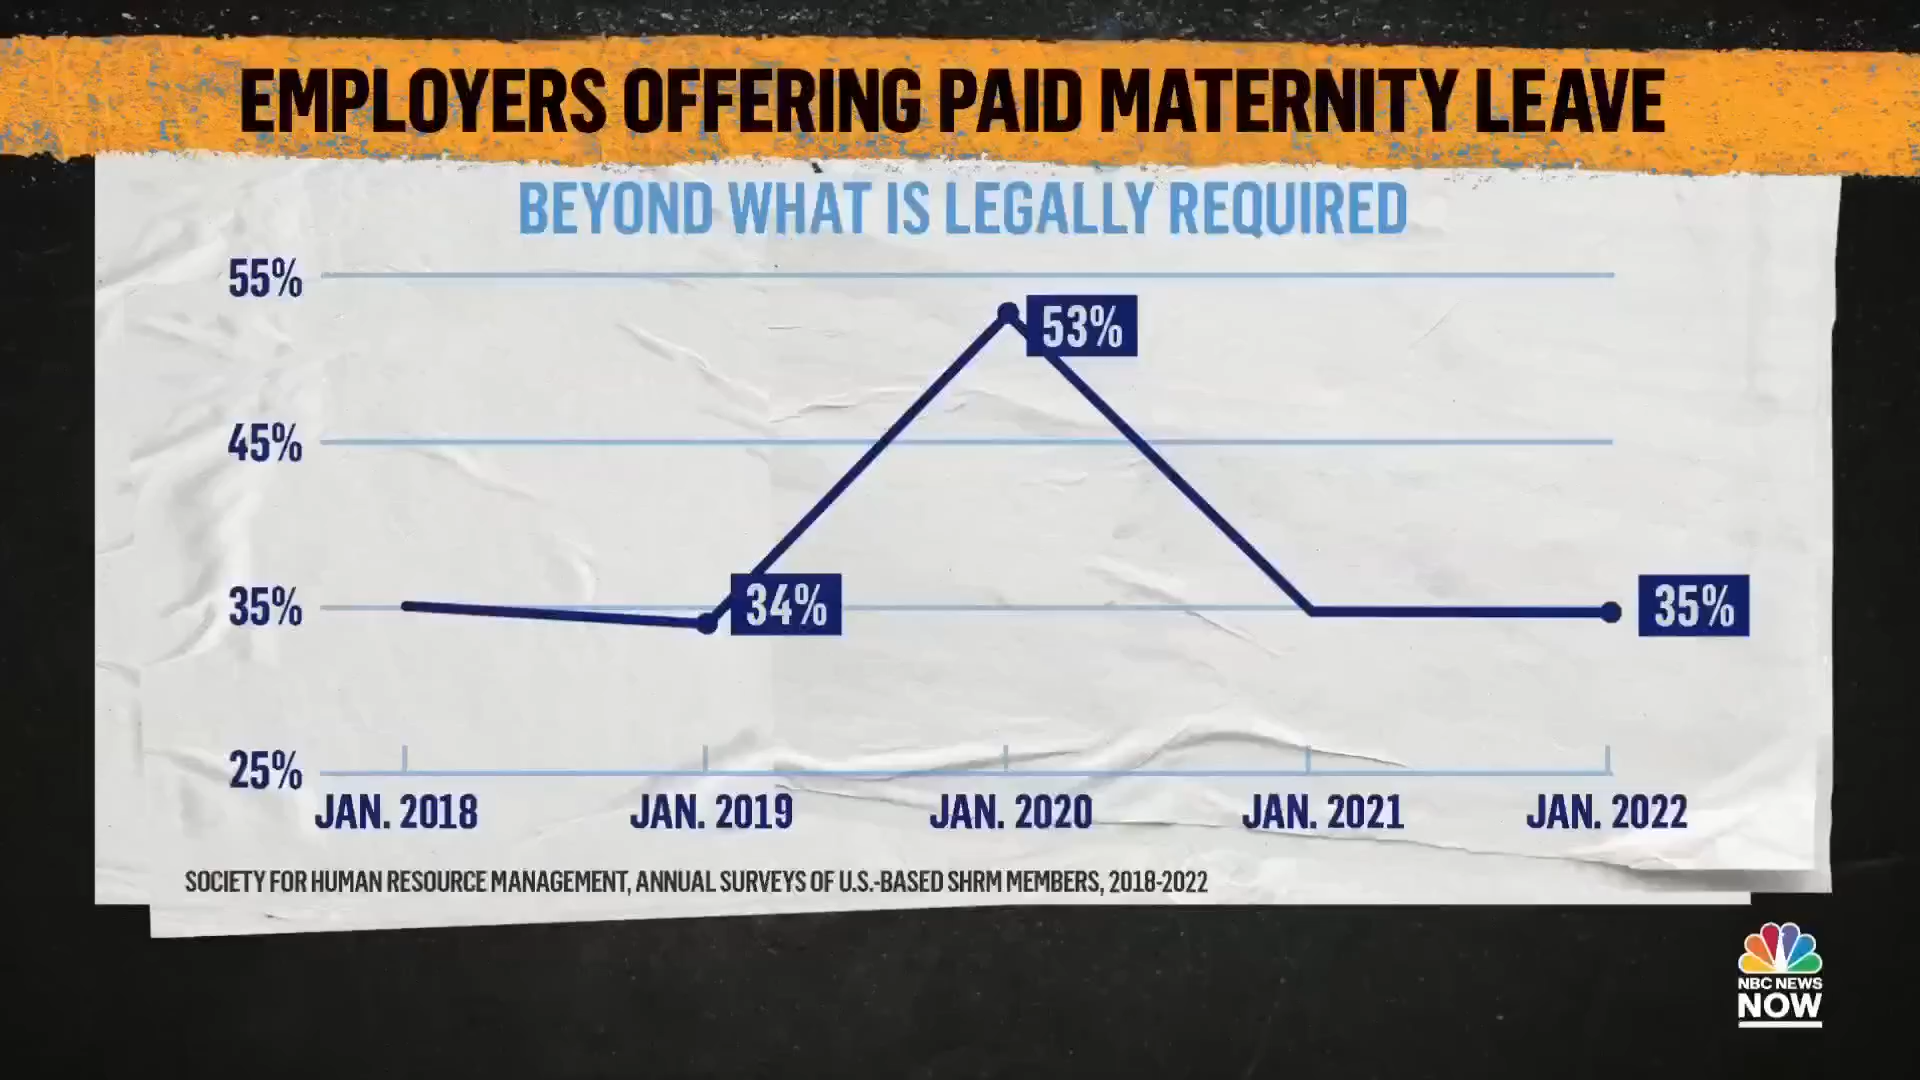 EMPLOYERS OFFERING PAID MATERNITY LEAVE
BEYOND WHAT IS LEGALLY REQUIRED
55%
53%
45%
35%
34%
35%
25%
JAN. 2018
JAN. 2019
JAN. 2020
JAN. 2021
JAN. 2022
SOCIETY FOR HUMAN RESOURCE MANAGEMENT, ANNUAL SURVEYS OF U.S.-BASED SHRM MEMBERS, 2018-2022
NBC NEWS
NOW